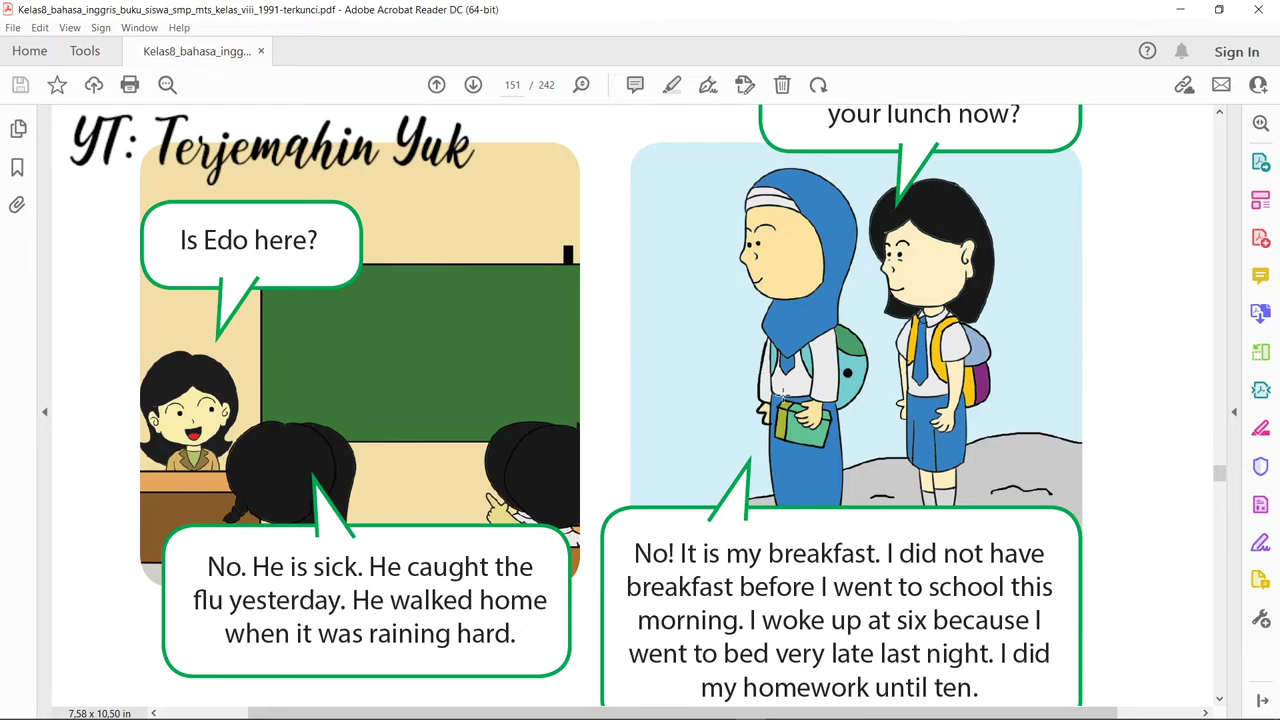 Kelas8_bahasa_inggris_buku_siswa_smp_mts_kelas_viii_1991-terkunci.pdf - Adobe Acrobat Reader DC (64-bit)
File Edit View Sign Window Help
Home Tools Kelas8_bahasa_ingg... × Sign In
151 / 242
YT: Terjemahin Yuk
Is Edo here?
No. He is sick. He caught the
flu yesterday. He walked home
when it was raining hard.
your lunch now?
No! It is my breakfast. I did not have
breakfast before I went to school this
morning. I woke up at six because I
went to bed very late last night. I did
my homework until ten.
7,58 x 10,50 in